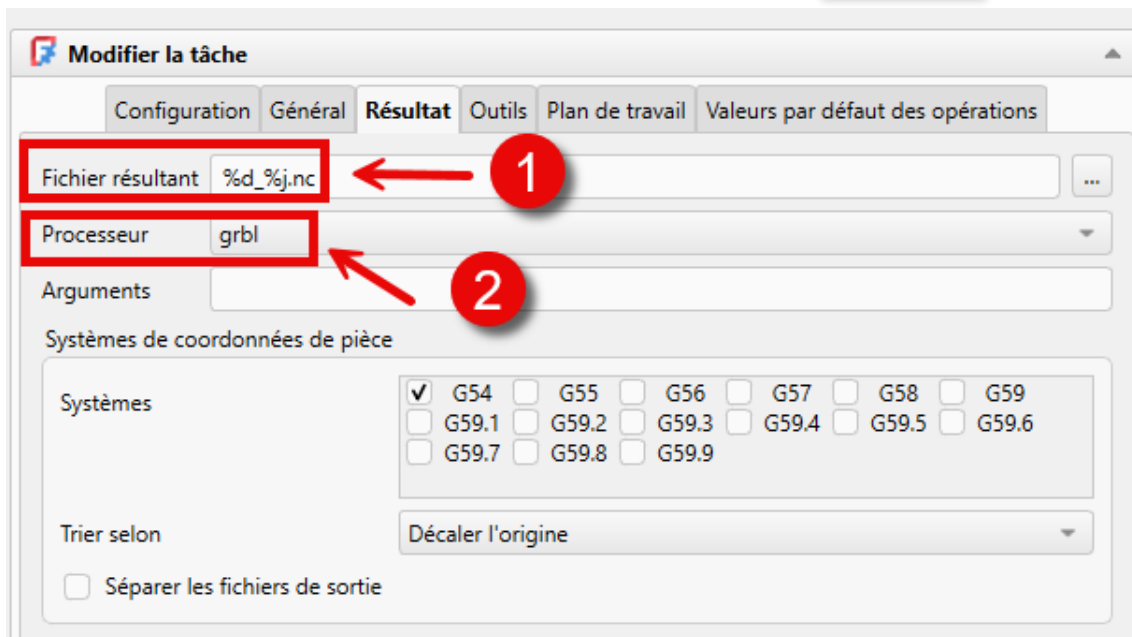 Modifier la tâche
Configuration Général Résultat Outils Plan de travail Valeurs par défaut des opérations
Fichier résultant %d_%j.nc ...
1
Processeur grbl
2
Arguments
Systèmes de coordonnées de pièce
Systèmes G54 G55 G56 G57 G58 G59
G59.1 G59.2 G59.3 G59.4 G59.5 G59.6
G59.7 G59.8 G59.9
Trier selon Décaler l'origine
Séparer les fichiers de sortie